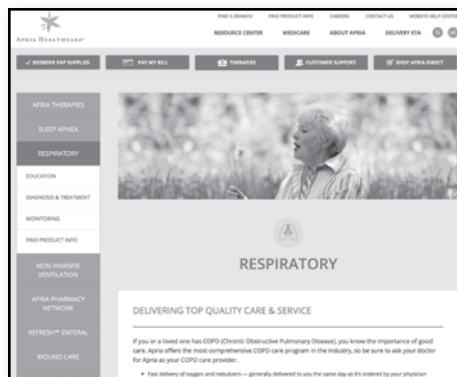 FIND A BRANCH FIND PRODUCT INFO CAREERS CONTACT US WEBSITE HELP CENTER
APRIA HEALTHCARE®
RESOURCE CENTER MEDICARE ABOUT APRIA DELIVERY ETA
✓ REORDER PAP SUPPLIES PAY MY BILL THERAPIES CUSTOMER SUPPORT SHOP APRIA DIRECT
APRIA THERAPIES
SLEEP APNEA
RESPIRATORY
EDUCATION
DIAGNOSIS & TREATMENT
MONITORING
FIND PRODUCT INFO
NON-INVASIVE
VENTILATION
APRIA PHARMACY
NETWORK
REFRESH™ ENTERAL
WOUND CARE
RESPIRATORY
DELIVERING TOP QUALITY CARE & SERVICE
If you or a loved one has COPD (Chronic Obstructive Pulmonary Disease), you know the importance of good
care. Apria offers the most comprehensive COPD care program in the industry, so be sure to ask your doctor
for Apria as your COPD care provider.
• Fast delivery of oxygen and nebulizers — generally delivered to you the same day as it's ordered by your physician